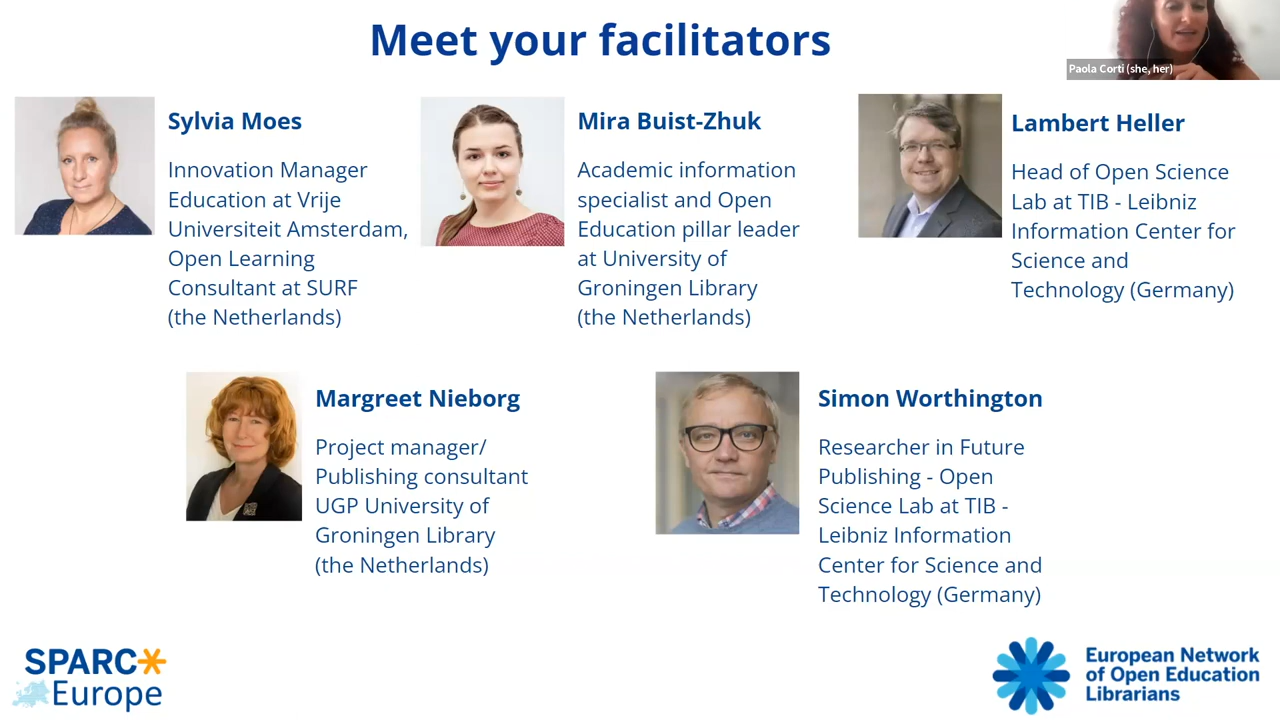 Meet your facilitators
Paola Corti (she, her)
Sylvia Moes
Innovation Manager
Education at Vrije
Universiteit Amsterdam,
Open Learning
Consultant at SURF
(the Netherlands)
Mira Buist-Zhuk
Academic information
specialist and Open
Education pillar leader
at University of
Groningen Library
(the Netherlands)
Lambert Heller
Head of Open Science
Lab at TIB - Leibniz
Information Center for
Science and
Technology (Germany)
Margreet Nieborg
Project manager/
Publishing consultant
UGP University of
Groningen Library
(the Netherlands)
Simon Worthington
Researcher in Future
Publishing - Open
Science Lab at TIB -
Leibniz Information
Center for Science and
Technology (Germany)
SPARC
Europe
European Network
of Open Education
Librarians